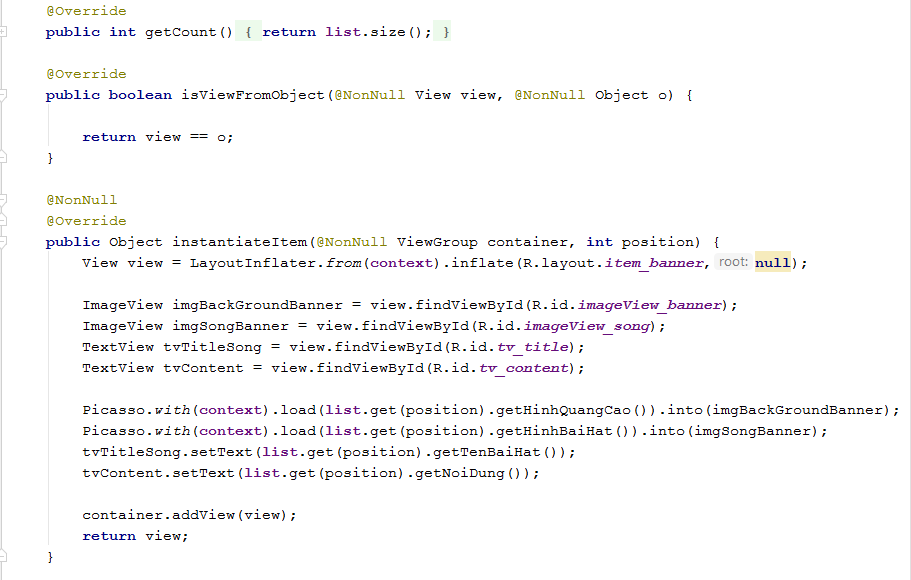 @Override
public int getCount() { return list.size(); }
@Override
public boolean isViewFromObject(@NonNull View view, @NonNull Object o) {
return view == o;
}
@NonNull
@Override
public Object instantiateItem(@NonNull ViewGroup container, int position) {
View view = LayoutInflater.from(context).inflate(R.layout.item_banner, root: null);
ImageView imgBackGroundBanner = view.findViewById(R.id.imageView_banner);
ImageView imgSongBanner = view.findViewById(R.id.imageView_song);
TextView tvTitleSong = view.findViewById(R.id.tv_title);
TextView tvContent = view.findViewById(R.id.tv_content);
Picasso.with(context).load(list.get(position).getHinhQuangCao()).into(imgBackGroundBanner);
Picasso.with(context).load(list.get(position).getHinhBaiHat()).into(imgSongBanner);
tvTitleSong.setText(list.get(position).getTenBaiHat());
tvContent.setText(list.get(position).getNoiDung());
container.addView(view);
return view;
}